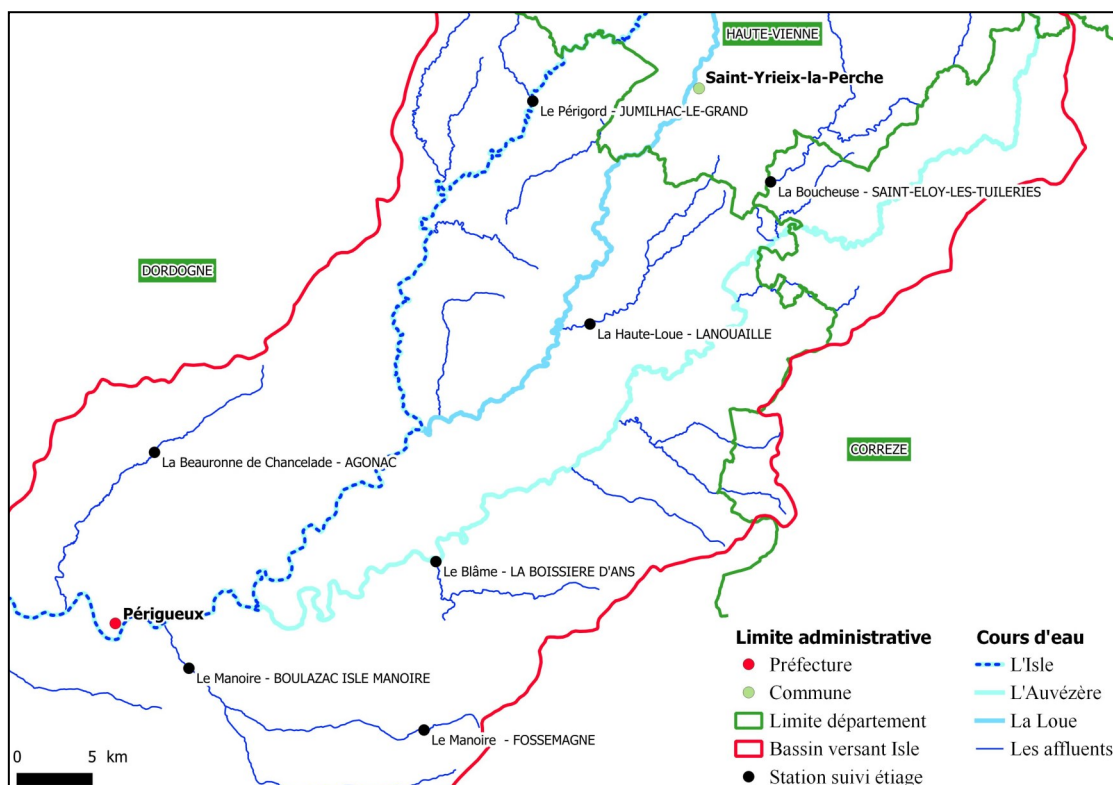 HAUTE-VIENNE
Saint-Yrieix-la-Perche
Le Périgord - JUMILHAC-LE-GRAND
La Boucheuse - SAINT-ELOY-LES-TUILERIES
DORDOGNE
La Haute-Loue - LANOUAILLE
CORREZE
La Beauronne de Chancelade - AGONAC
Le Blâme - LA BOISSIERE D'ANS
Périgueux
Le Manoire - BOULAZAC ISLE MANOIRE
Le Manoire - FOSSEMAGNE
0 5 km
Limite administrative
Préfecture
Commune
Limite département
Bassin versant Isle
Station suivi étiage
Cours d'eau
L'Isle
L'Auvézère
La Loue
Les affluents